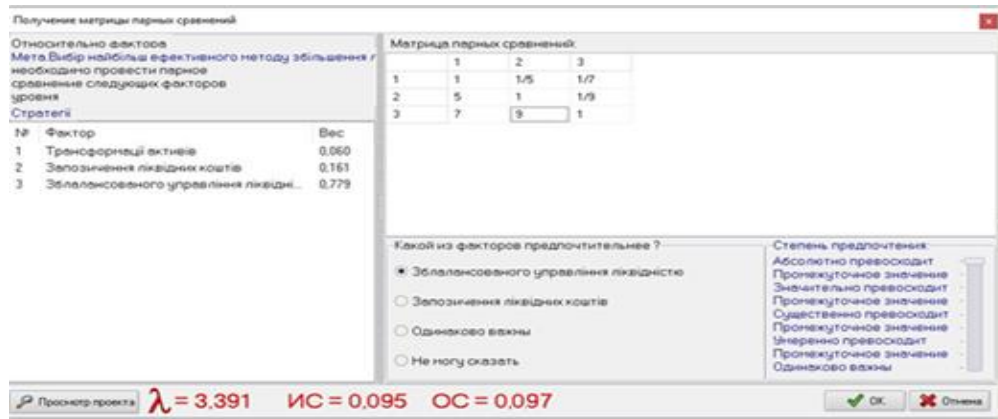 Получение матрицы парных сравнений
Относительно фактора
Мета.Вибір найбільш ефективного методу збільшення л
необходимо провести парное
сравнение следующих факторов
уровня
Стратегії
№ Фактор Вес
1 Трансформації активів 0,060
2 Запозичення ліквідних коштів 0,161
3 Збалансованого управління ліквідні... 0,779
Матрица парных сравнений:
1 2 3
1 1 1/5 1/7
2 5 1 1/9
3 7 9 1
Какой из факторов предпочтительнее ?
Збалансованого управління ліквідністю
Запозичення ліквідних коштів
Одинаково важны
Не могу сказать
Степень предпочтения:
Абсолютно превосходит
Промежуточное значение
Значительно превосходит
Промежуточное значение
Существенно превосходит
Промежуточное значение
Умеренно превосходит
Промежуточное значение
Одинаково важны
Просмотр проекта λ = 3,391 ИС = 0,095 ОС = 0,097 OK Отмена